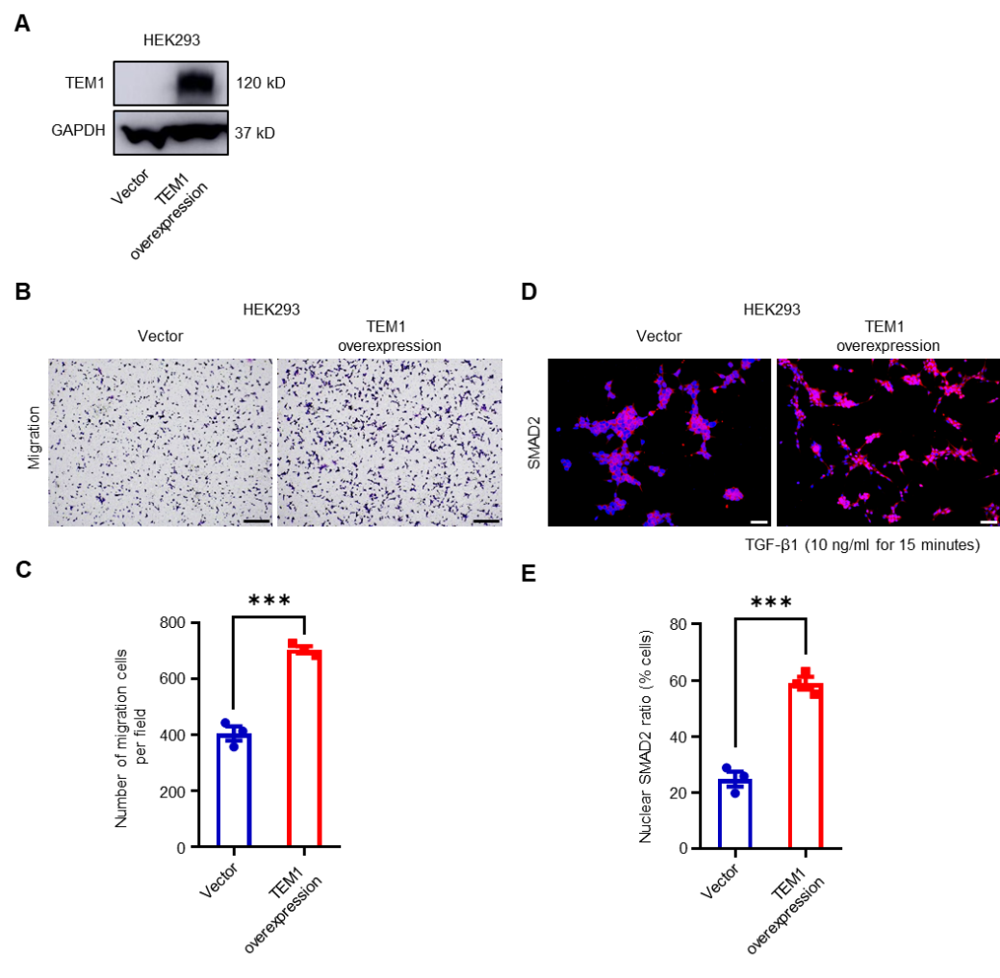 A
HEK293
TEM1
120 kD
GAPDH
37 kD
Vector
TEM1
overexpression
B
HEK293
Vector
TEM1
overexpression
Migration
C
***
Number of migration cells
per field
800
600
400
200
0
Vector
TEM1
overexpression
D
HEK293
Vector
TEM1
overexpression
SMAD2
TGF-β1 (10 ng/ml for 15 minutes)
E
***
Nuclear SMAD2 ratio (% cells)
80
60
40
20
0
Vector
TEM1
overexpression